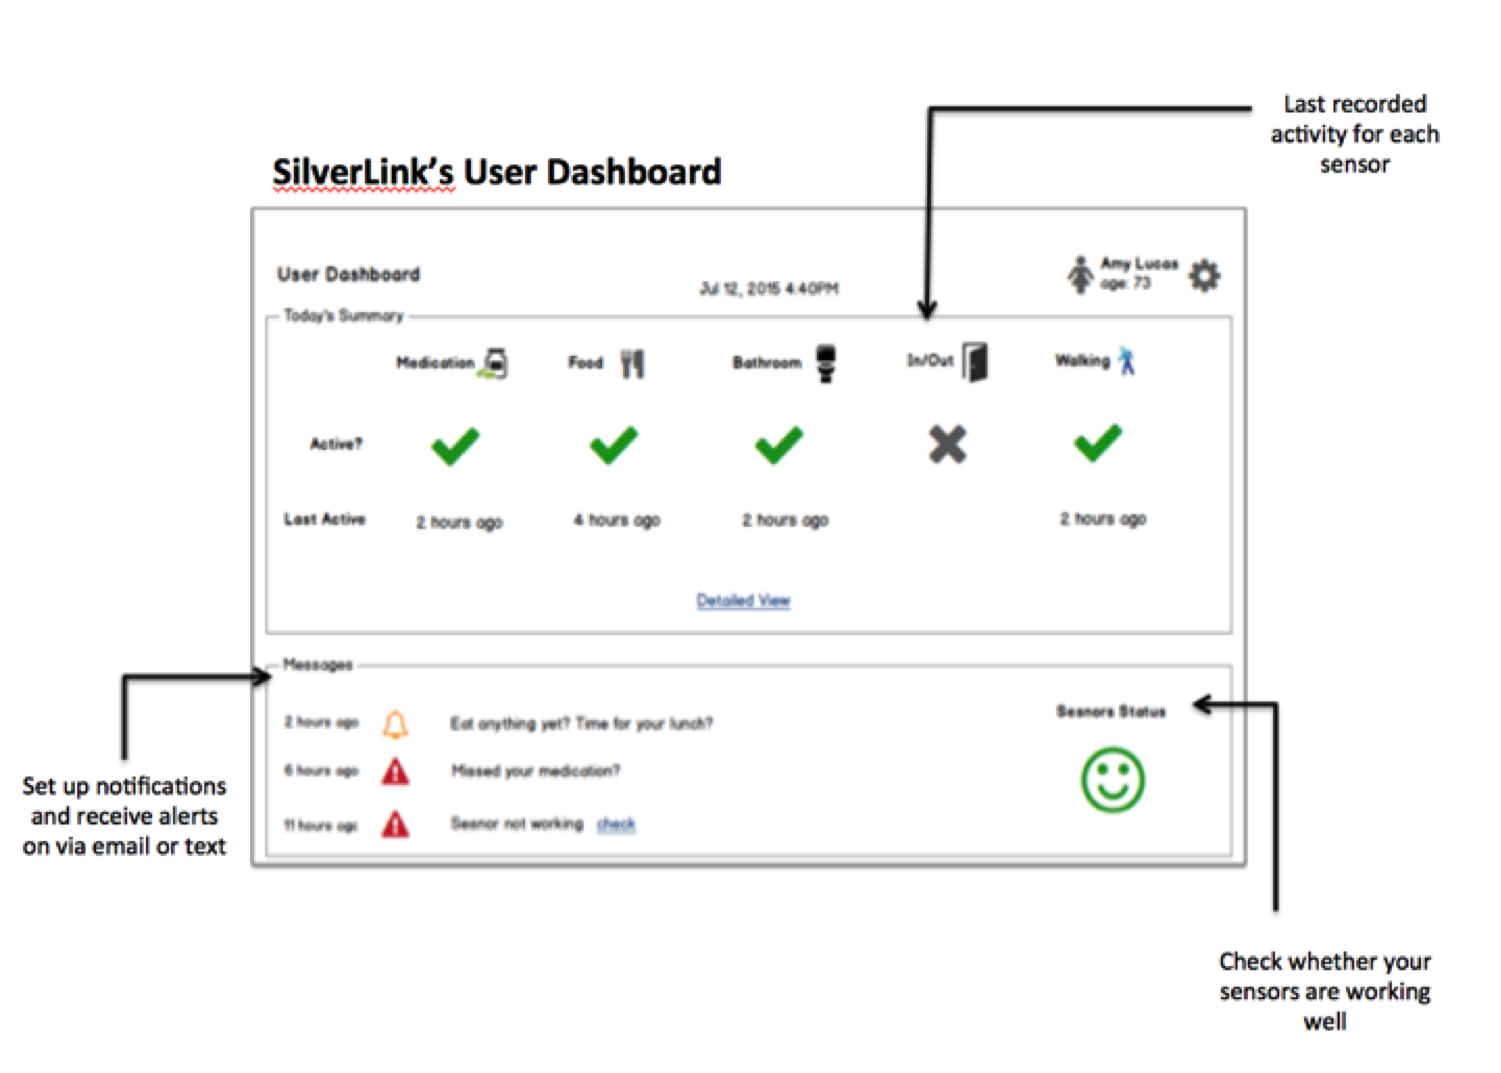 Last recorded
activity for each
sensor
SilverLink's User Dashboard
User Dashboard
Jul 12, 2015 4:40PM
Amy Lucas
age: 73
Today's Summary
Medication Food Bathroom In/Out Walking
Active?
Last Active 2 hours ago 4 hours ago 2 hours ago 2 hours ago
Detailed View
Messages
2 hours ago Eat anything yet? Time for your lunch?
6 hours ago Missed your medication?
11 hours ago Sesnor not working check
Sesnors Status
Set up notifications
and receive alerts
on via email or text
Check whether your
sensors are working
well